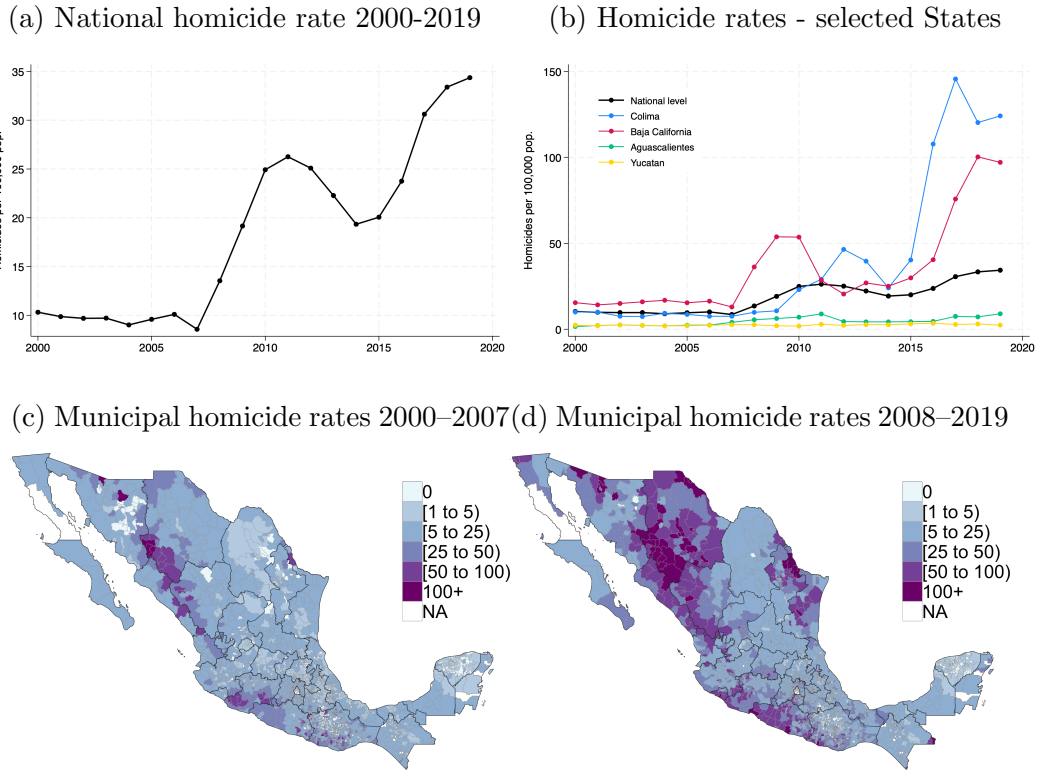 (a) National homicide rate 2000-2019
(b) Homicide rates - selected States
35
30
25
20
15
10
2000
2005
2010
2015
2020
Homicides per 100,000 pop.
150
100
50
0
National level
Colima
Baja California
Aguascalientes
Yucatan
2000
2005
2010
2015
2020
(c) Municipal homicide rates 2000–2007
(d) Municipal homicide rates 2008–2019
0
[1 to 5)
[5 to 25)
[25 to 50)
[50 to 100)
100+
NA
0
[1 to 5)
[5 to 25)
[25 to 50)
[50 to 100)
100+
NA